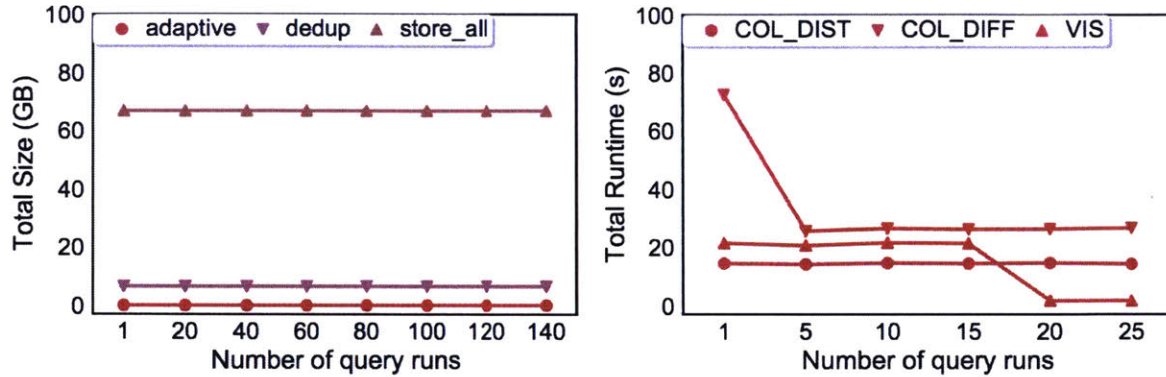 100
80
60
40
20
0
Total Size (GB)
adaptive dedup store_all
1 20 40 60 80 100 120 140
Number of query runs
100
80
60
40
20
0
Total Runtime (s)
COL_DIST COL_DIFF VIS
1 5 10 15 20 25
Number of query runs